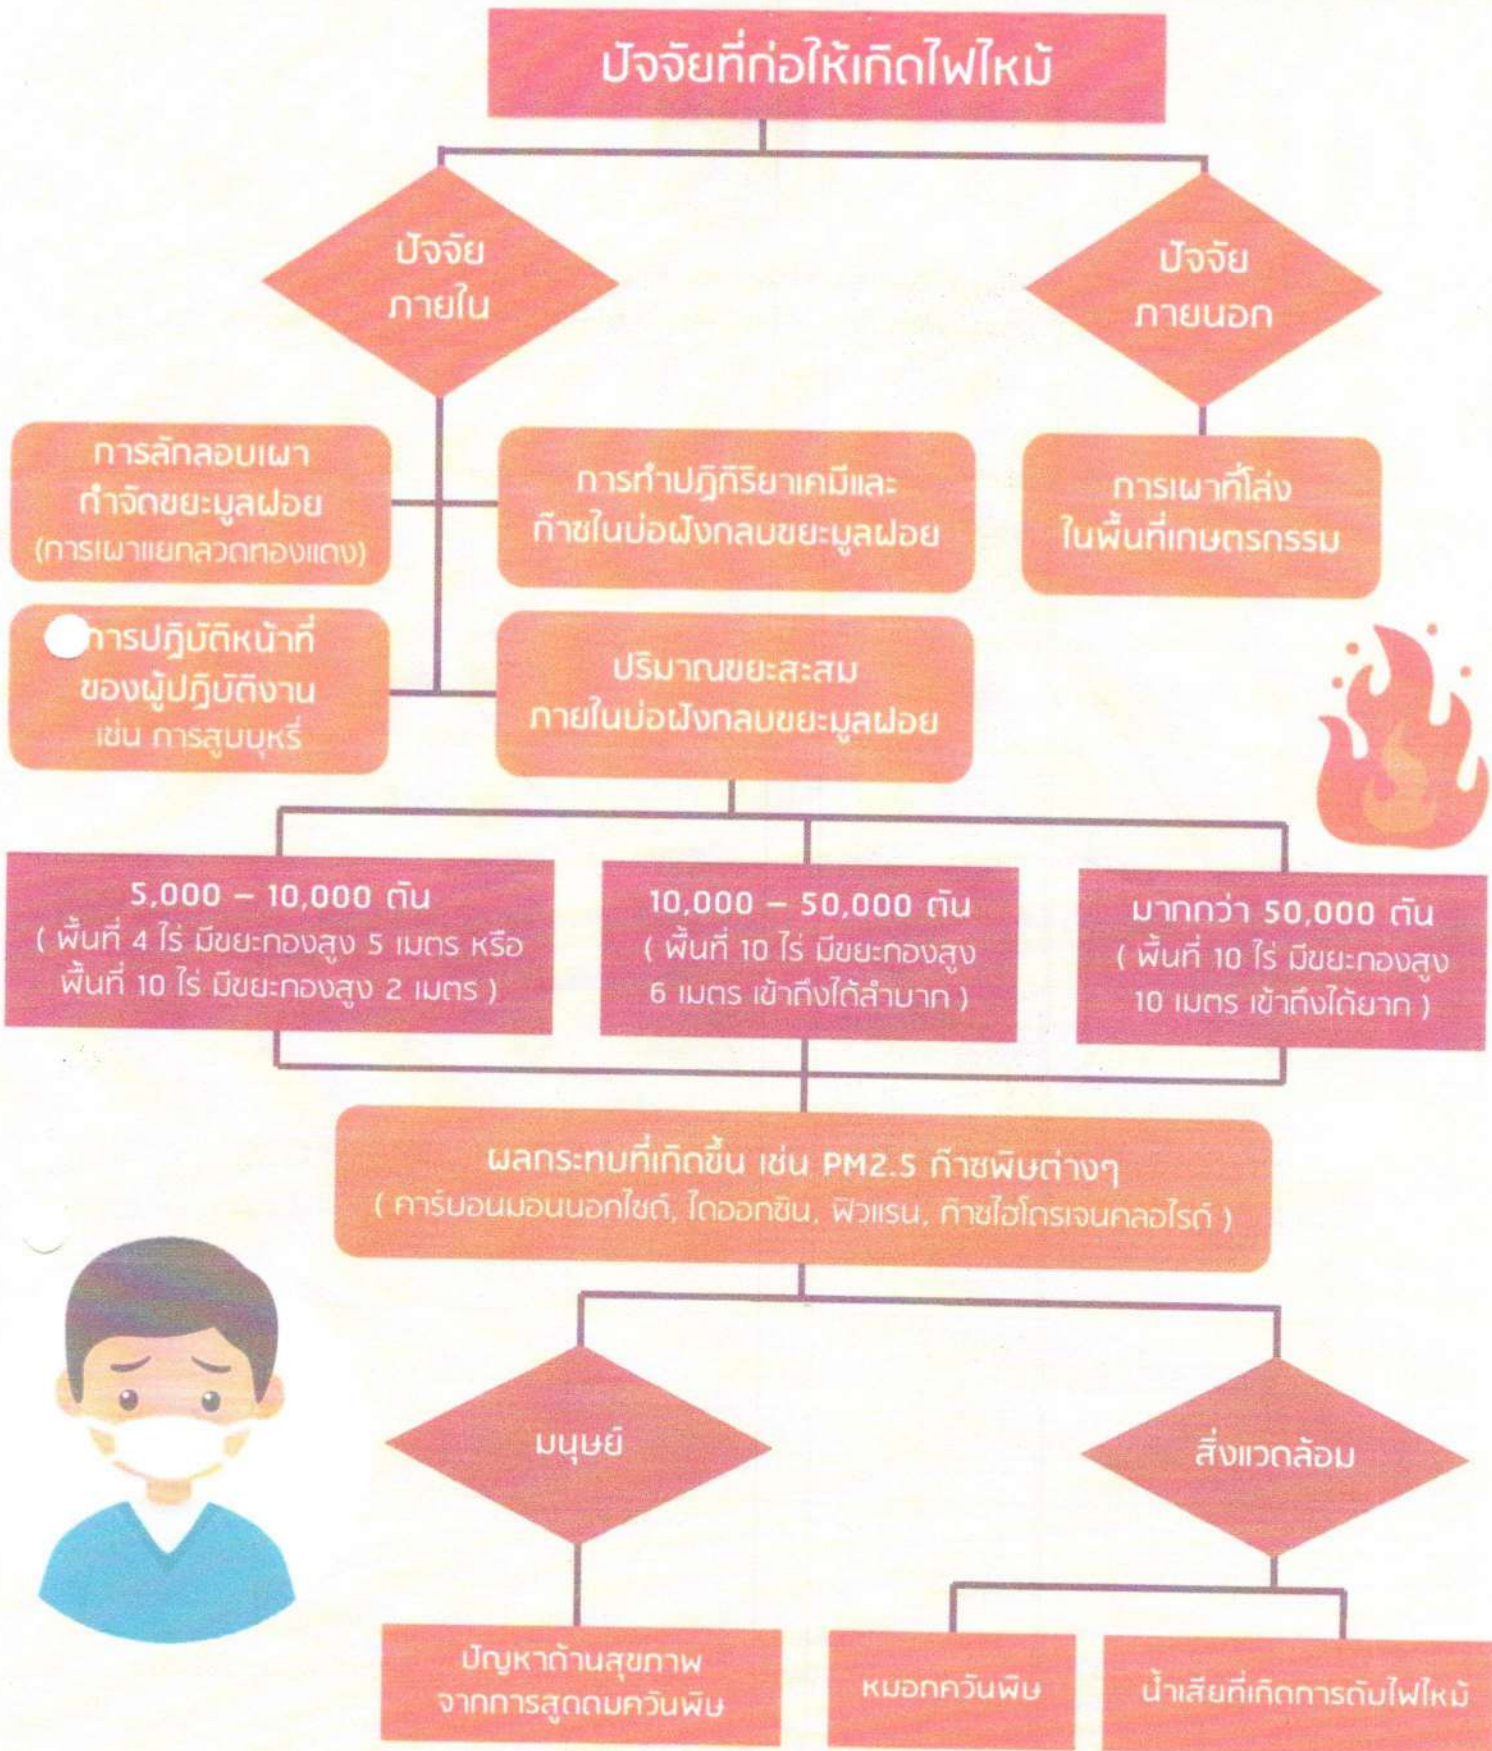 ปัจจัยที่ก่อให้เกิดไฟไหม้
ปัจจัย
ภายใน
ปัจจัย
ภายนอก
การลักลอบเผา
กำจัดขยะมูลฝอย
(การเผาแยกลวดทองแดง)
การทำปฏิกิริยาเคมีและ
ก๊าซในบ่อฝังกลบขยะมูลฝอย
การเผาที่โล่ง
ในพื้นที่เกษตรกรรม
การปฏิบัติหน้าที่
ของผู้ปฏิบัติงาน
เช่น การสูบบุหรี่
ปริมาณขยะสะสม
ภายในบ่อฝังกลบขยะมูลฝอย
5,000 – 10,000 ตัน
( พื้นที่ 4 ไร่ มีขยะกองสูง 5 เมตร หรือ
พื้นที่ 10 ไร่ มีขยะกองสูง 2 เมตร )
10,000 – 50,000 ตัน
( พื้นที่ 10 ไร่ มีขยะกองสูง
6 เมตร เข้าถึงได้ลำบาก )
มากกว่า 50,000 ตัน
( พื้นที่ 10 ไร่ มีขยะกองสูง
10 เมตร เข้าถึงได้ยาก )
ผลกระทบที่เกิดขึ้น เช่น PM2.5 ก๊าซพิษต่างๆ
( คาร์บอนมอนนอกไซด์, ไดออกซิน, ฟิวแรน, ก๊าซไฮโดรเจนคลอไรด์ )
มนุษย์
สิ่งแวดล้อม
ปัญหาด้านสุขภาพ
จากการสูดดมควันพิษ
หมอกควันพิษ
น้ำเสียที่เกิดการดับไฟไหม้